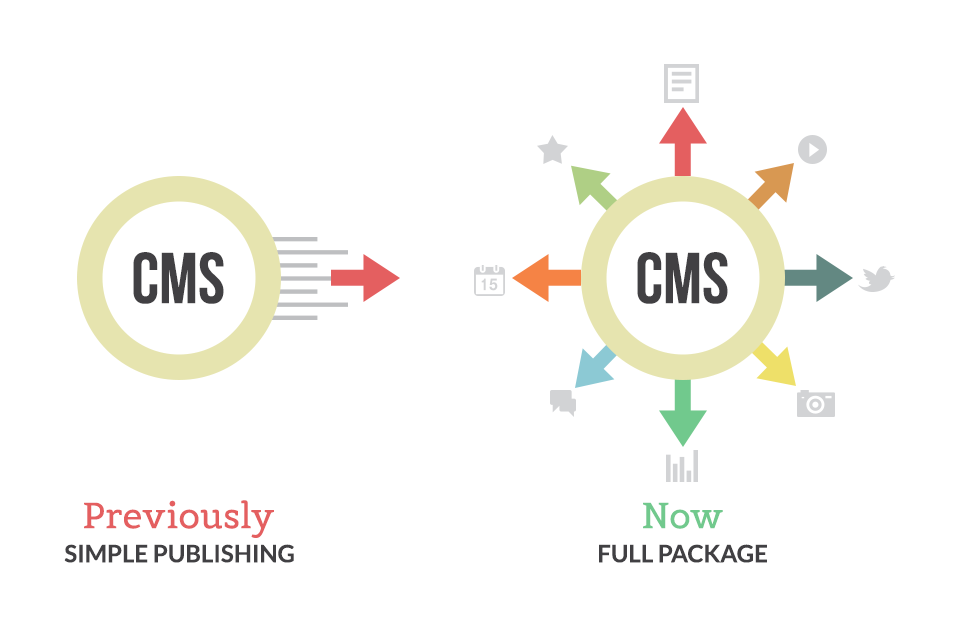 CMS
CMS
15
Previously
SIMPLE PUBLISHING
Now
FULL PACKAGE